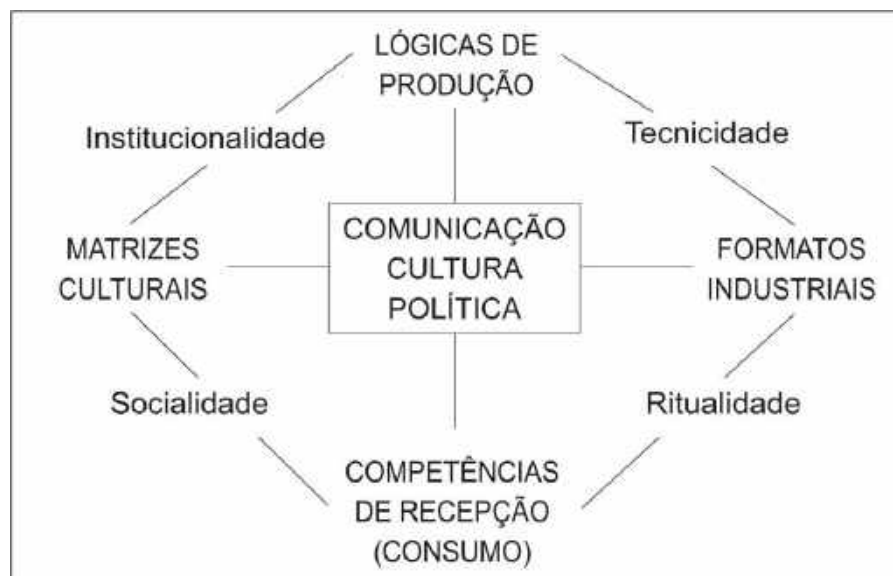 LÓGICAS DE
PRODUÇÃO
Institucionalidade
Tecnicidade
MATRIZES
CULTURAIS
COMUNICAÇÃO
CULTURA
POLÍTICA
FORMATOS
INDUSTRIAIS
Socialidade
Ritualidade
COMPETÊNCIAS
DE RECEPÇÃO
(CONSUMO)